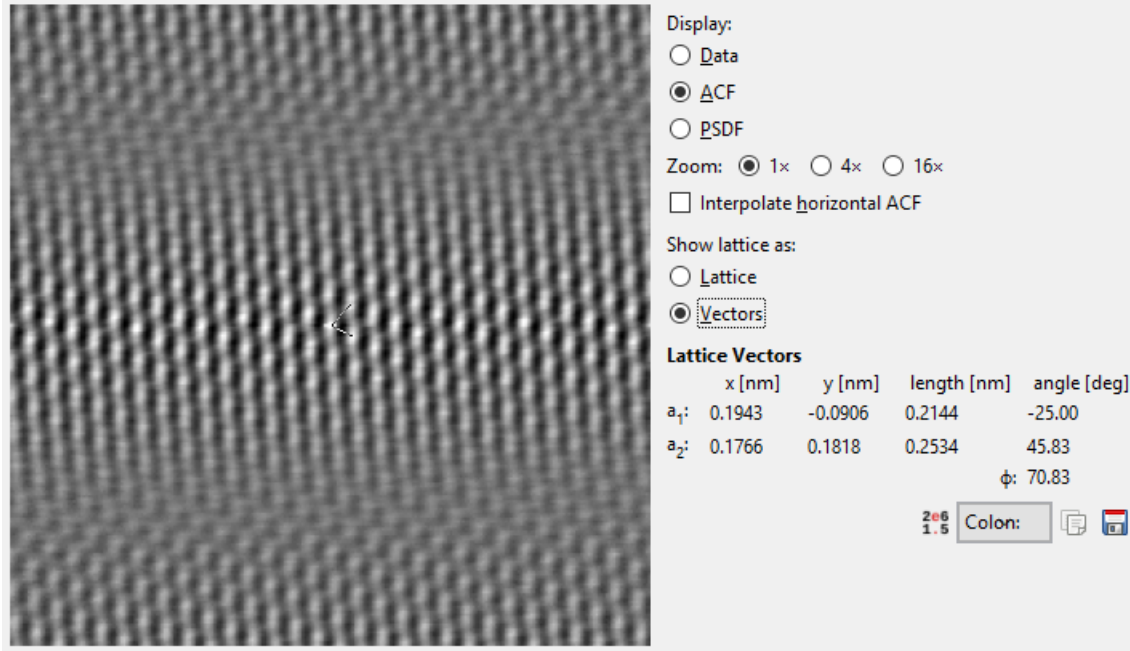 Display:
Data
ACF
PSDF
Zoom: 1× 4× 16×
Interpolate horizontal ACF
Show lattice as:
Lattice
Vectors
Lattice Vectors
x [nm] y [nm] length [nm] angle [deg]
a1: 0.1943 -0.0906 0.2144 -25.00
a2: 0.1766 0.1818 0.2534 45.83
ϕ: 70.83
2e6
1.5 Colon: